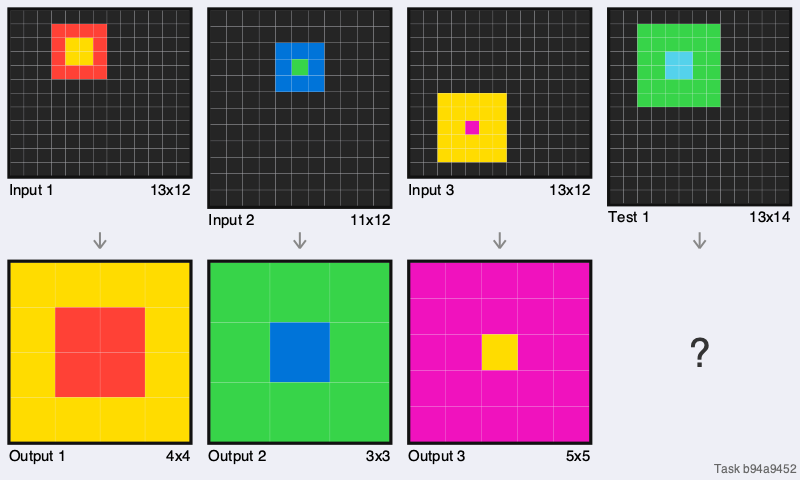 Input 1 13x12
Input 2 11x12
Input 3 13x12
Test 1 13x14
?
Output 1 4x4
Output 2 3x3
Output 3 5x5
Task b94a9452